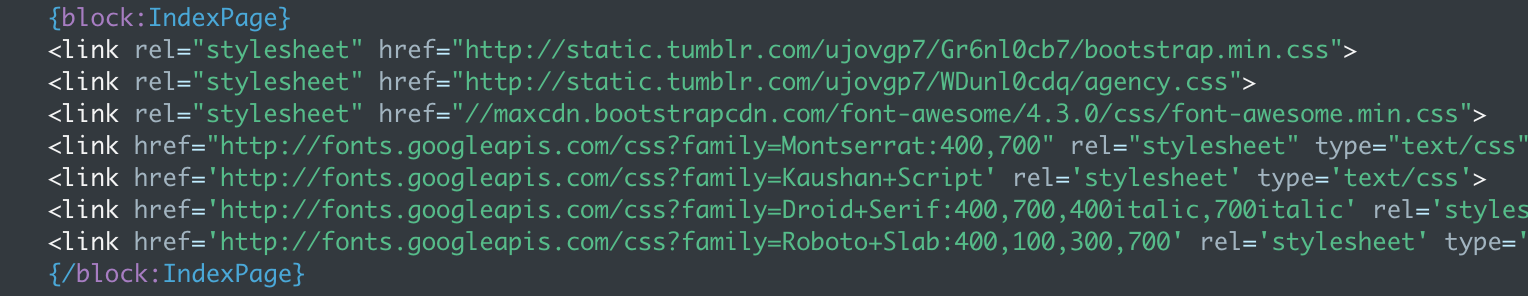 {block:IndexPage}
<link rel="stylesheet" href="http://static.tumblr.com/ujovgp7/Gr6nl0cb7/bootstrap.min.css">
<link rel="stylesheet" href="http://static.tumblr.com/ujovgp7/WDunl0cdq/agency.css">
<link rel="stylesheet" href="//maxcdn.bootstrapcdn.com/font-awesome/4.3.0/css/font-awesome.min.css">
<link href="http://fonts.googleapis.com/css?family=Montserrat:400,700" rel="stylesheet" type="text/css"
<link href='http://fonts.googleapis.com/css?family=Kaushan+Script' rel='stylesheet' type='text/css'>
<link href='http://fonts.googleapis.com/css?family=Droid+Serif:400,700,400italic,700italic' rel='styles
<link href='http://fonts.googleapis.com/css?family=Roboto+Slab:400,100,300,700' rel='stylesheet' type='
{/block:IndexPage}